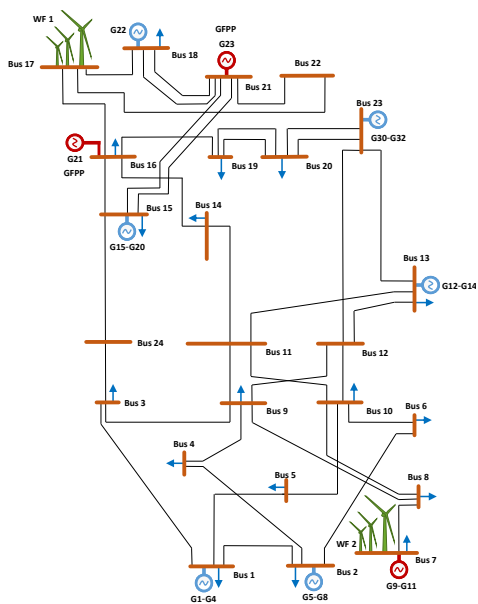 WF 1
G22
GFPP
G23
Bus 18
Bus 17
Bus 21
Bus 22
Bus 23
G30-G32
G21
GFPP
Bus 16
Bus 19
Bus 20
Bus 15
Bus 14
G15-G20
Bus 13
G12-G14
Bus 24
Bus 11
Bus 12
Bus 3
Bus 9
Bus 10
Bus 6
Bus 4
Bus 5
Bus 8
WF 2
Bus 1
Bus 2
Bus 7
G1-G4
G5-G8
G9-G11